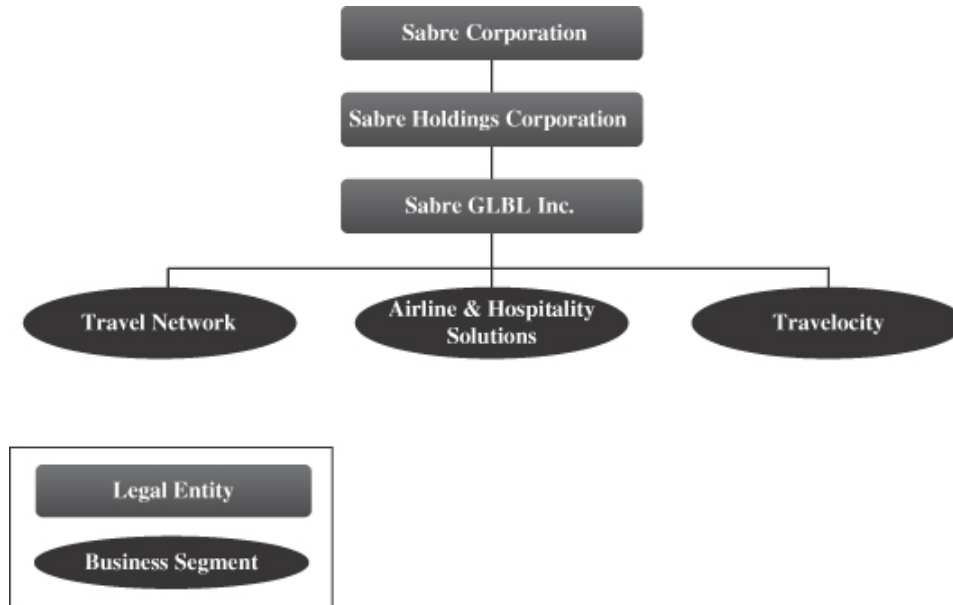 Sabre Corporation
Sabre Holdings Corporation
Sabre GLBL Inc.
Travel Network
Airline & Hospitality
Solutions
Travelocity
Legal Entity
Business Segment